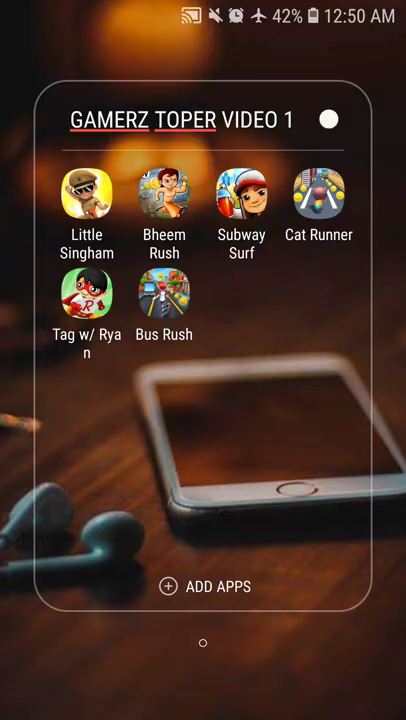 42% 12:50 AM
GAMERZ TOPER VIDEO 1
Little Singham
Bheem Rush
Subway Surf
Cat Runner
Tag w/ Rya
n
Bus Rush
ADD APPS